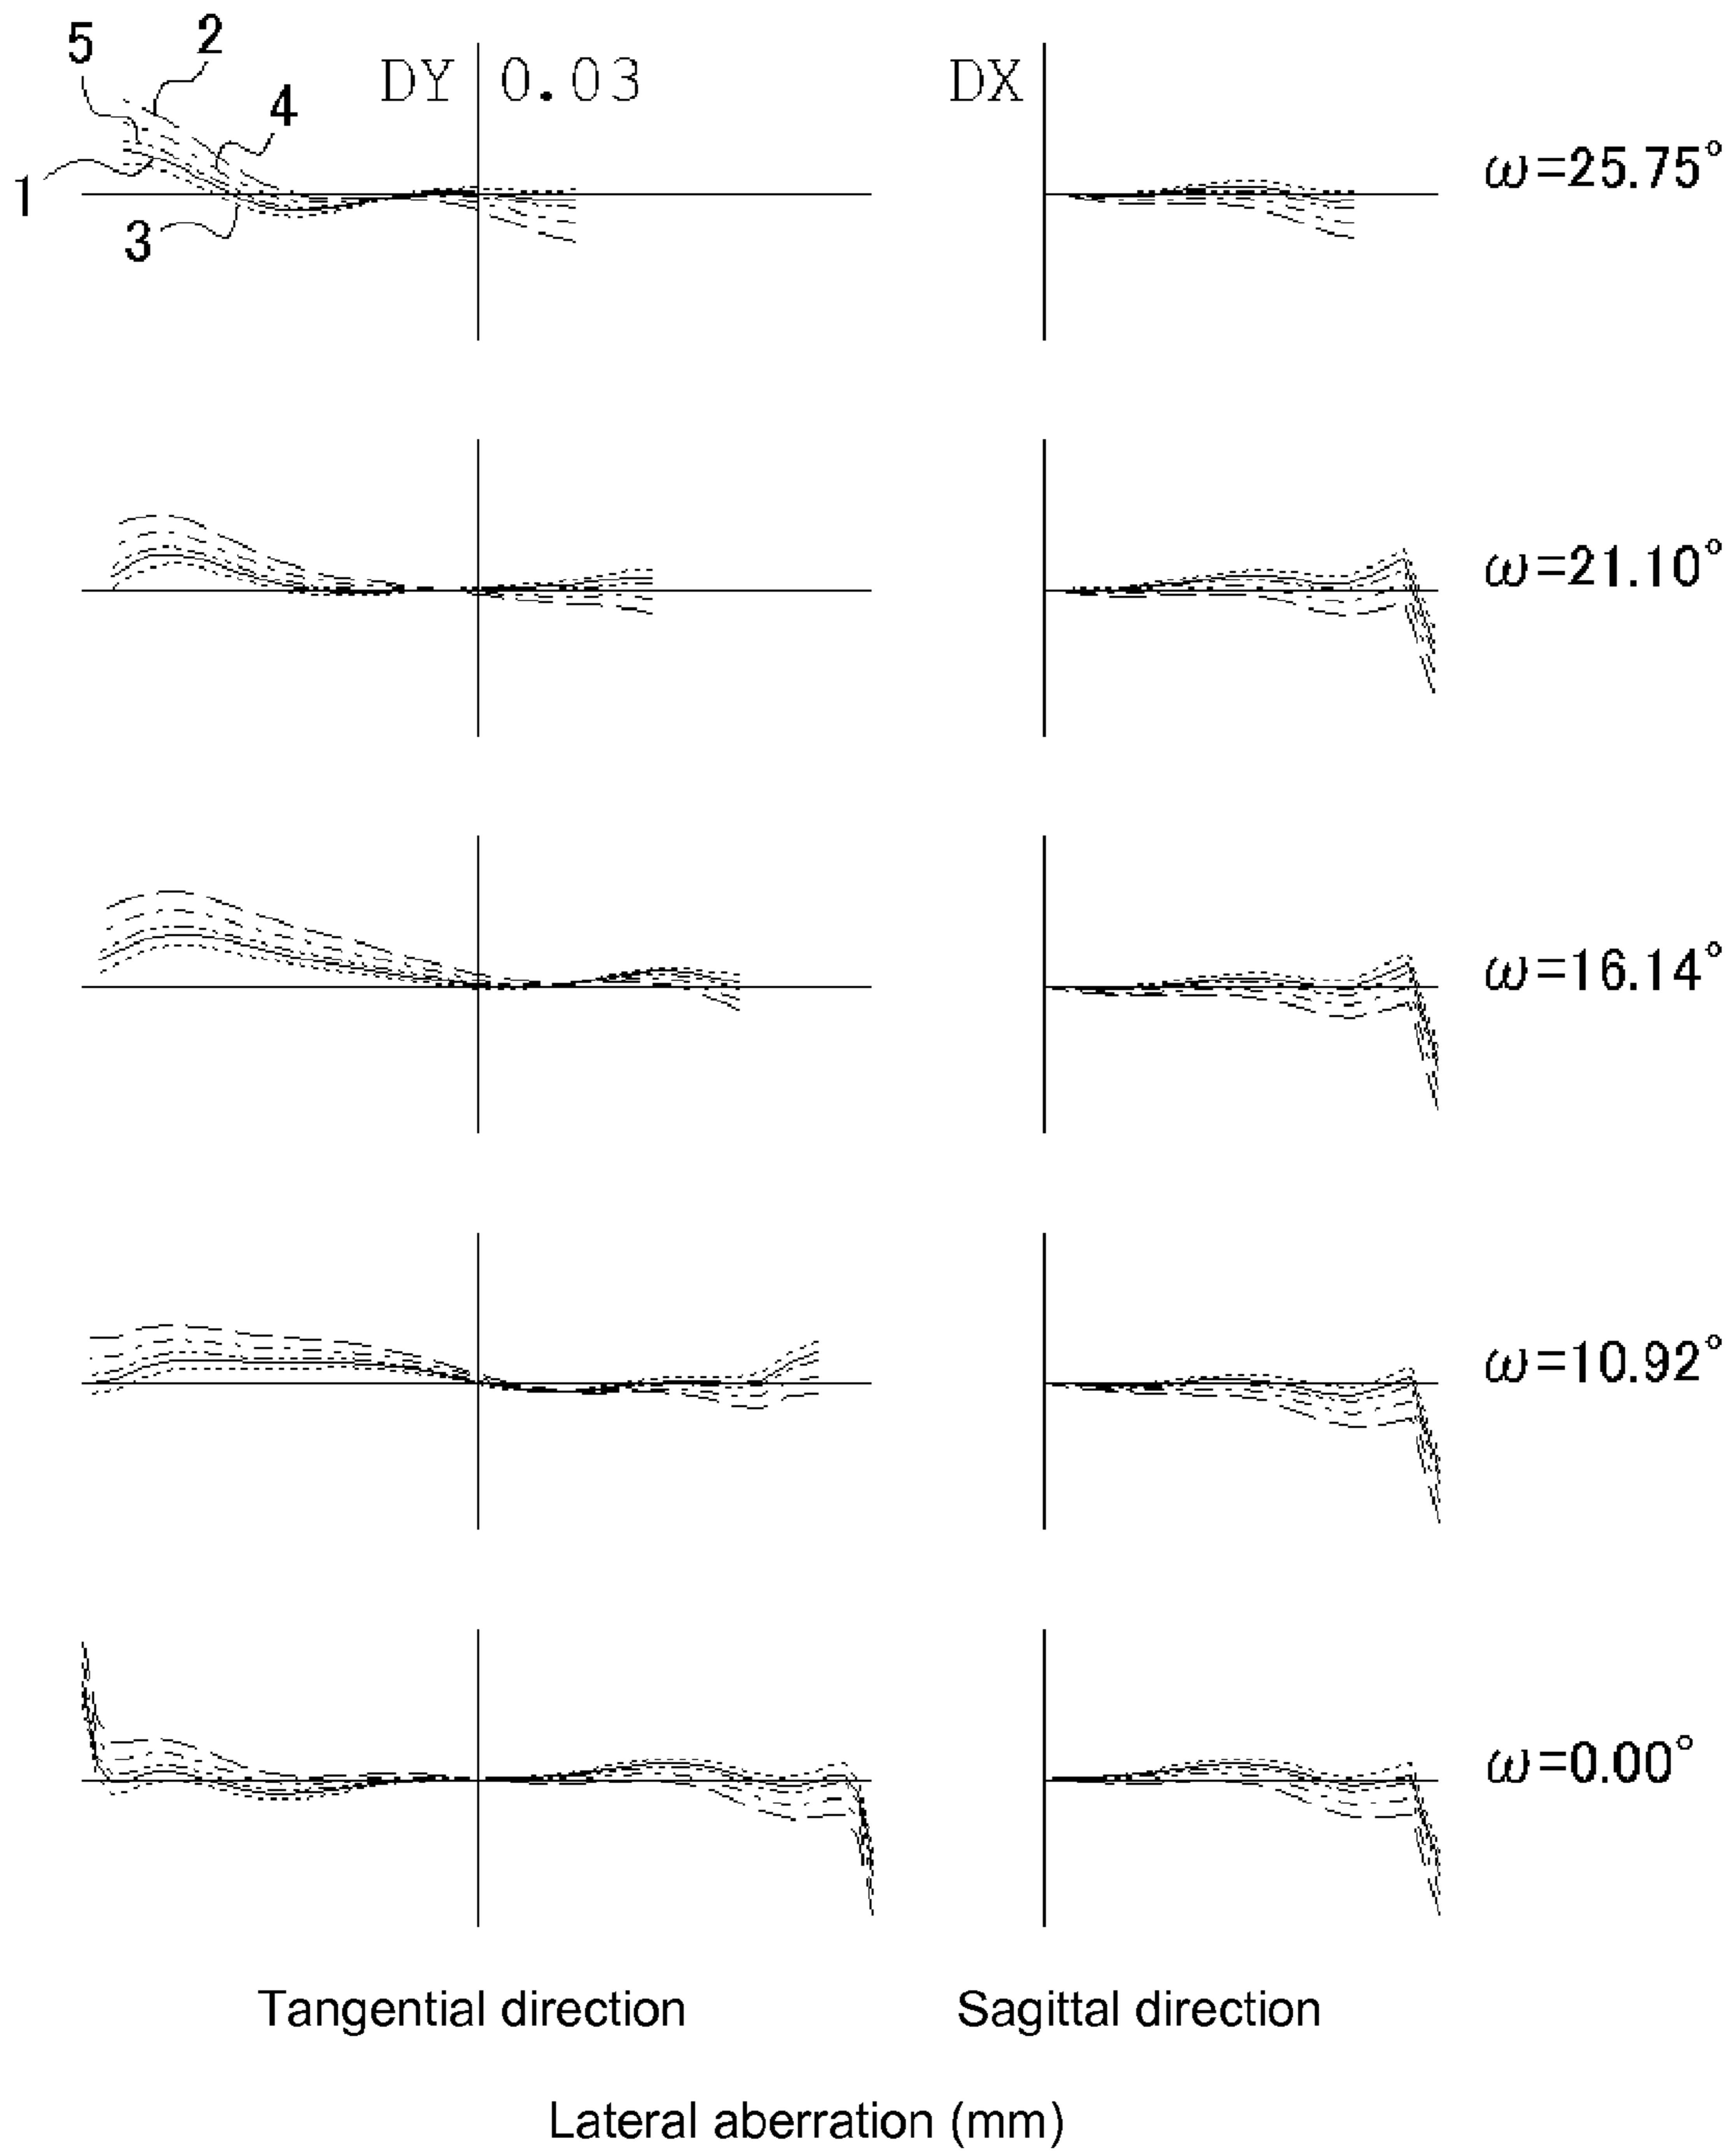 5 2
4
DY 0.03 DX
1
3
ω=25.75°
ω=21.10°
ω=16.14°
ω=10.92°
ω=0.00°
Tangential direction Sagittal direction
Lateral aberration (mm)